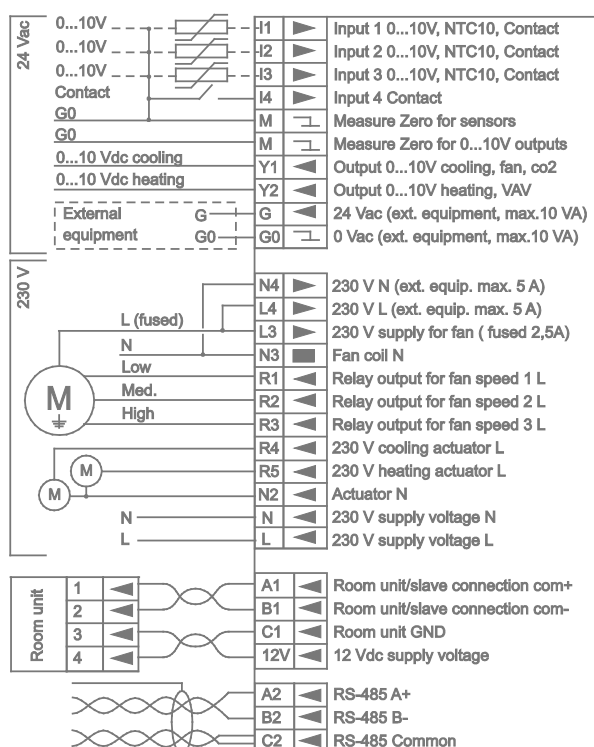 24 Vac
0...10V I1 Input 1 0...10V, NTC10, Contact
0...10V I2 Input 2 0...10V, NTC10, Contact
0...10V I3 Input 3 0...10V, NTC10, Contact
Contact I4 Input 4 Contact
G0 M Measure Zero for sensors
G0 M Measure Zero for 0...10V outputs
0...10 Vdc cooling Y1 Output 0...10V cooling, fan, co2
0...10 Vdc heating Y2 Output 0...10V heating, VAV
External G G 24 Vac (ext. equipment, max.10 VA)
equipment G0 G0 0 Vac (ext. equipment, max.10 VA)
230 V
N4 230 V N (ext. equip. max. 5 A)
L4 230 V L (ext. equip. max. 5 A)
L (fused) L3 230 V supply for fan ( fused 2,5A)
N N3 Fan coil N
Low R1 Relay output for fan speed 1 L
M Med. R2 Relay output for fan speed 2 L
High R3 Relay output for fan speed 3 L
R4 230 V cooling actuator L
M R5 230 V heating actuator L
M N2 Actuator N
N N 230 V supply voltage N
L L 230 V supply voltage L
Room unit
1 A1 Room unit/slave connection com+
2 B1 Room unit/slave connection com-
3 C1 Room unit GND
4 12V 12 Vdc supply voltage
A2 RS-485 A+
B2 RS-485 B-
C2 RS-485 Common